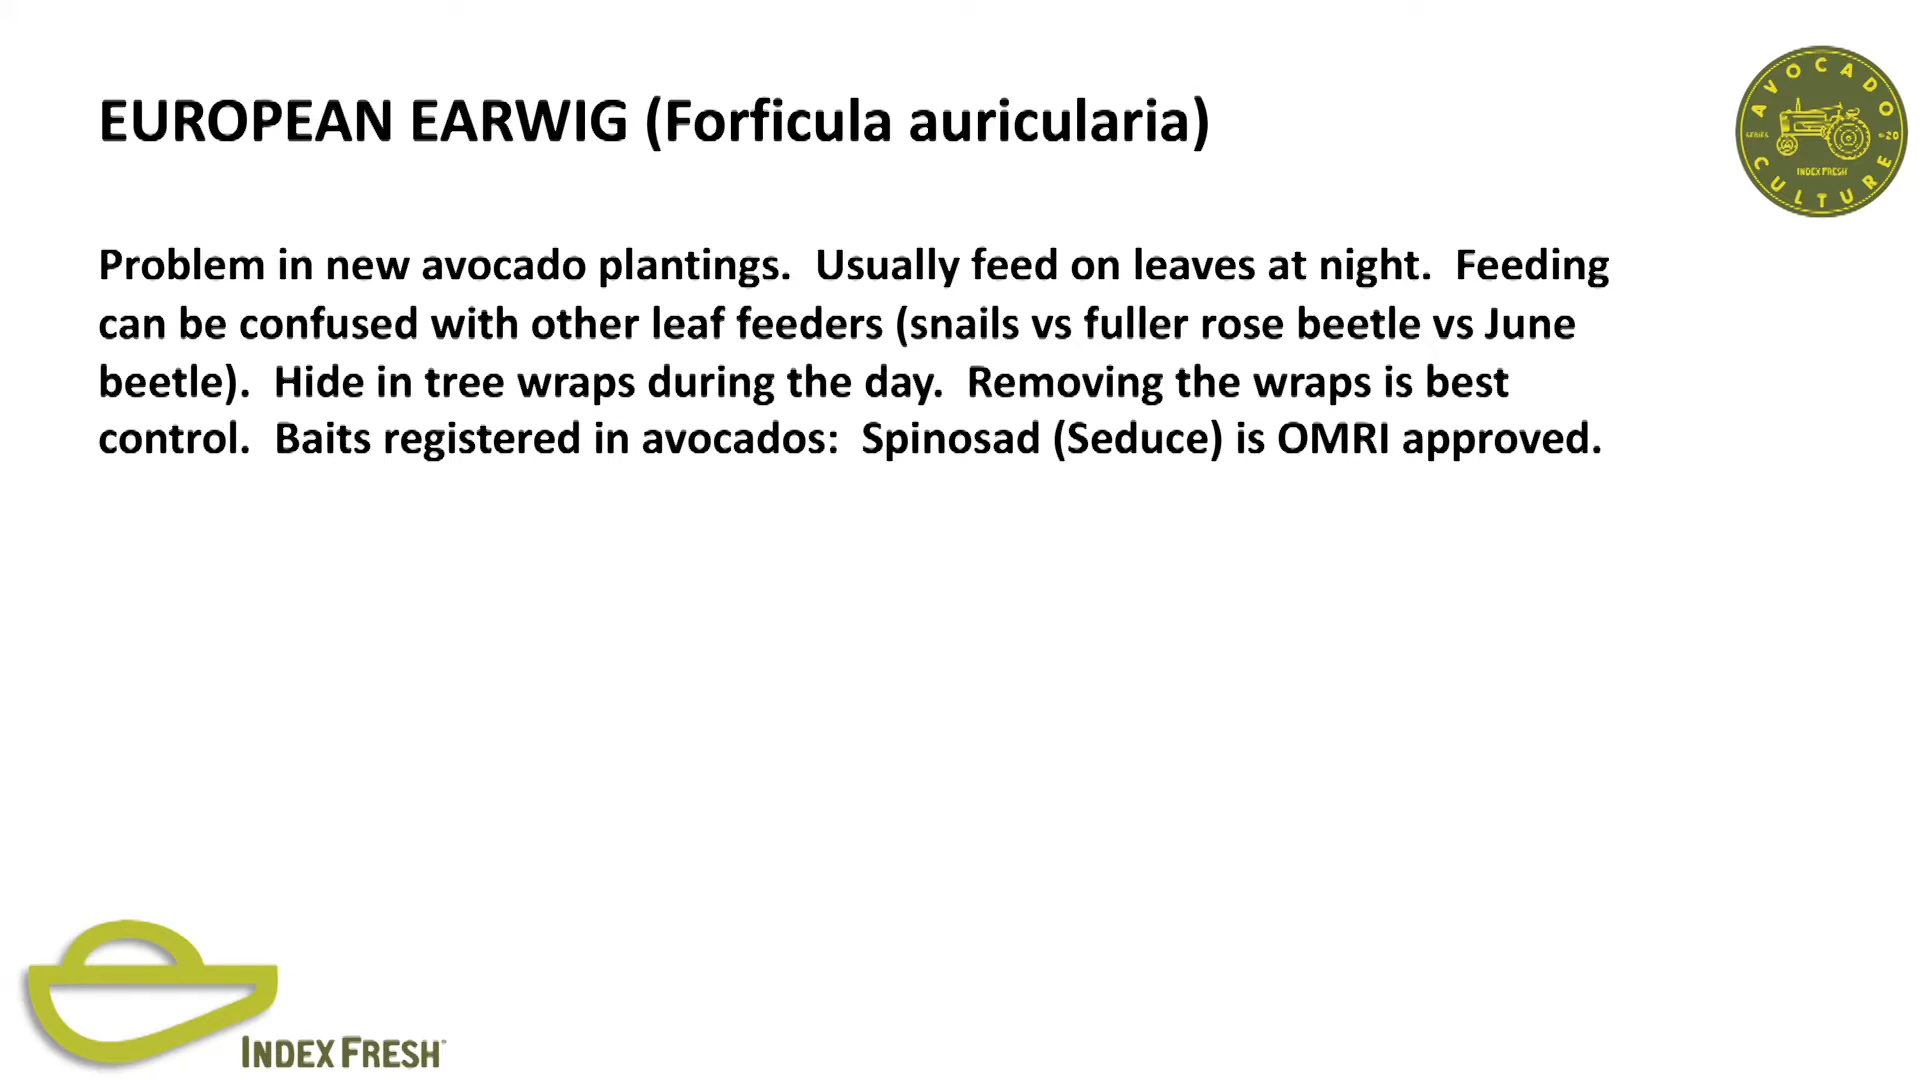 EUROPEAN EARWIG (Forficula auricularia)
AVOCADO
SERIES
20
INDEX FRESH
CULTURE
Problem in new avocado plantings.  Usually feed on leaves at night.  Feeding
can be confused with other leaf feeders (snails vs fuller rose beetle vs June
beetle).  Hide in tree wraps during the day.  Removing the wraps is best
control.  Baits registered in avocados:  Spinosad (Seduce) is OMRI approved.
INDEX FRESH